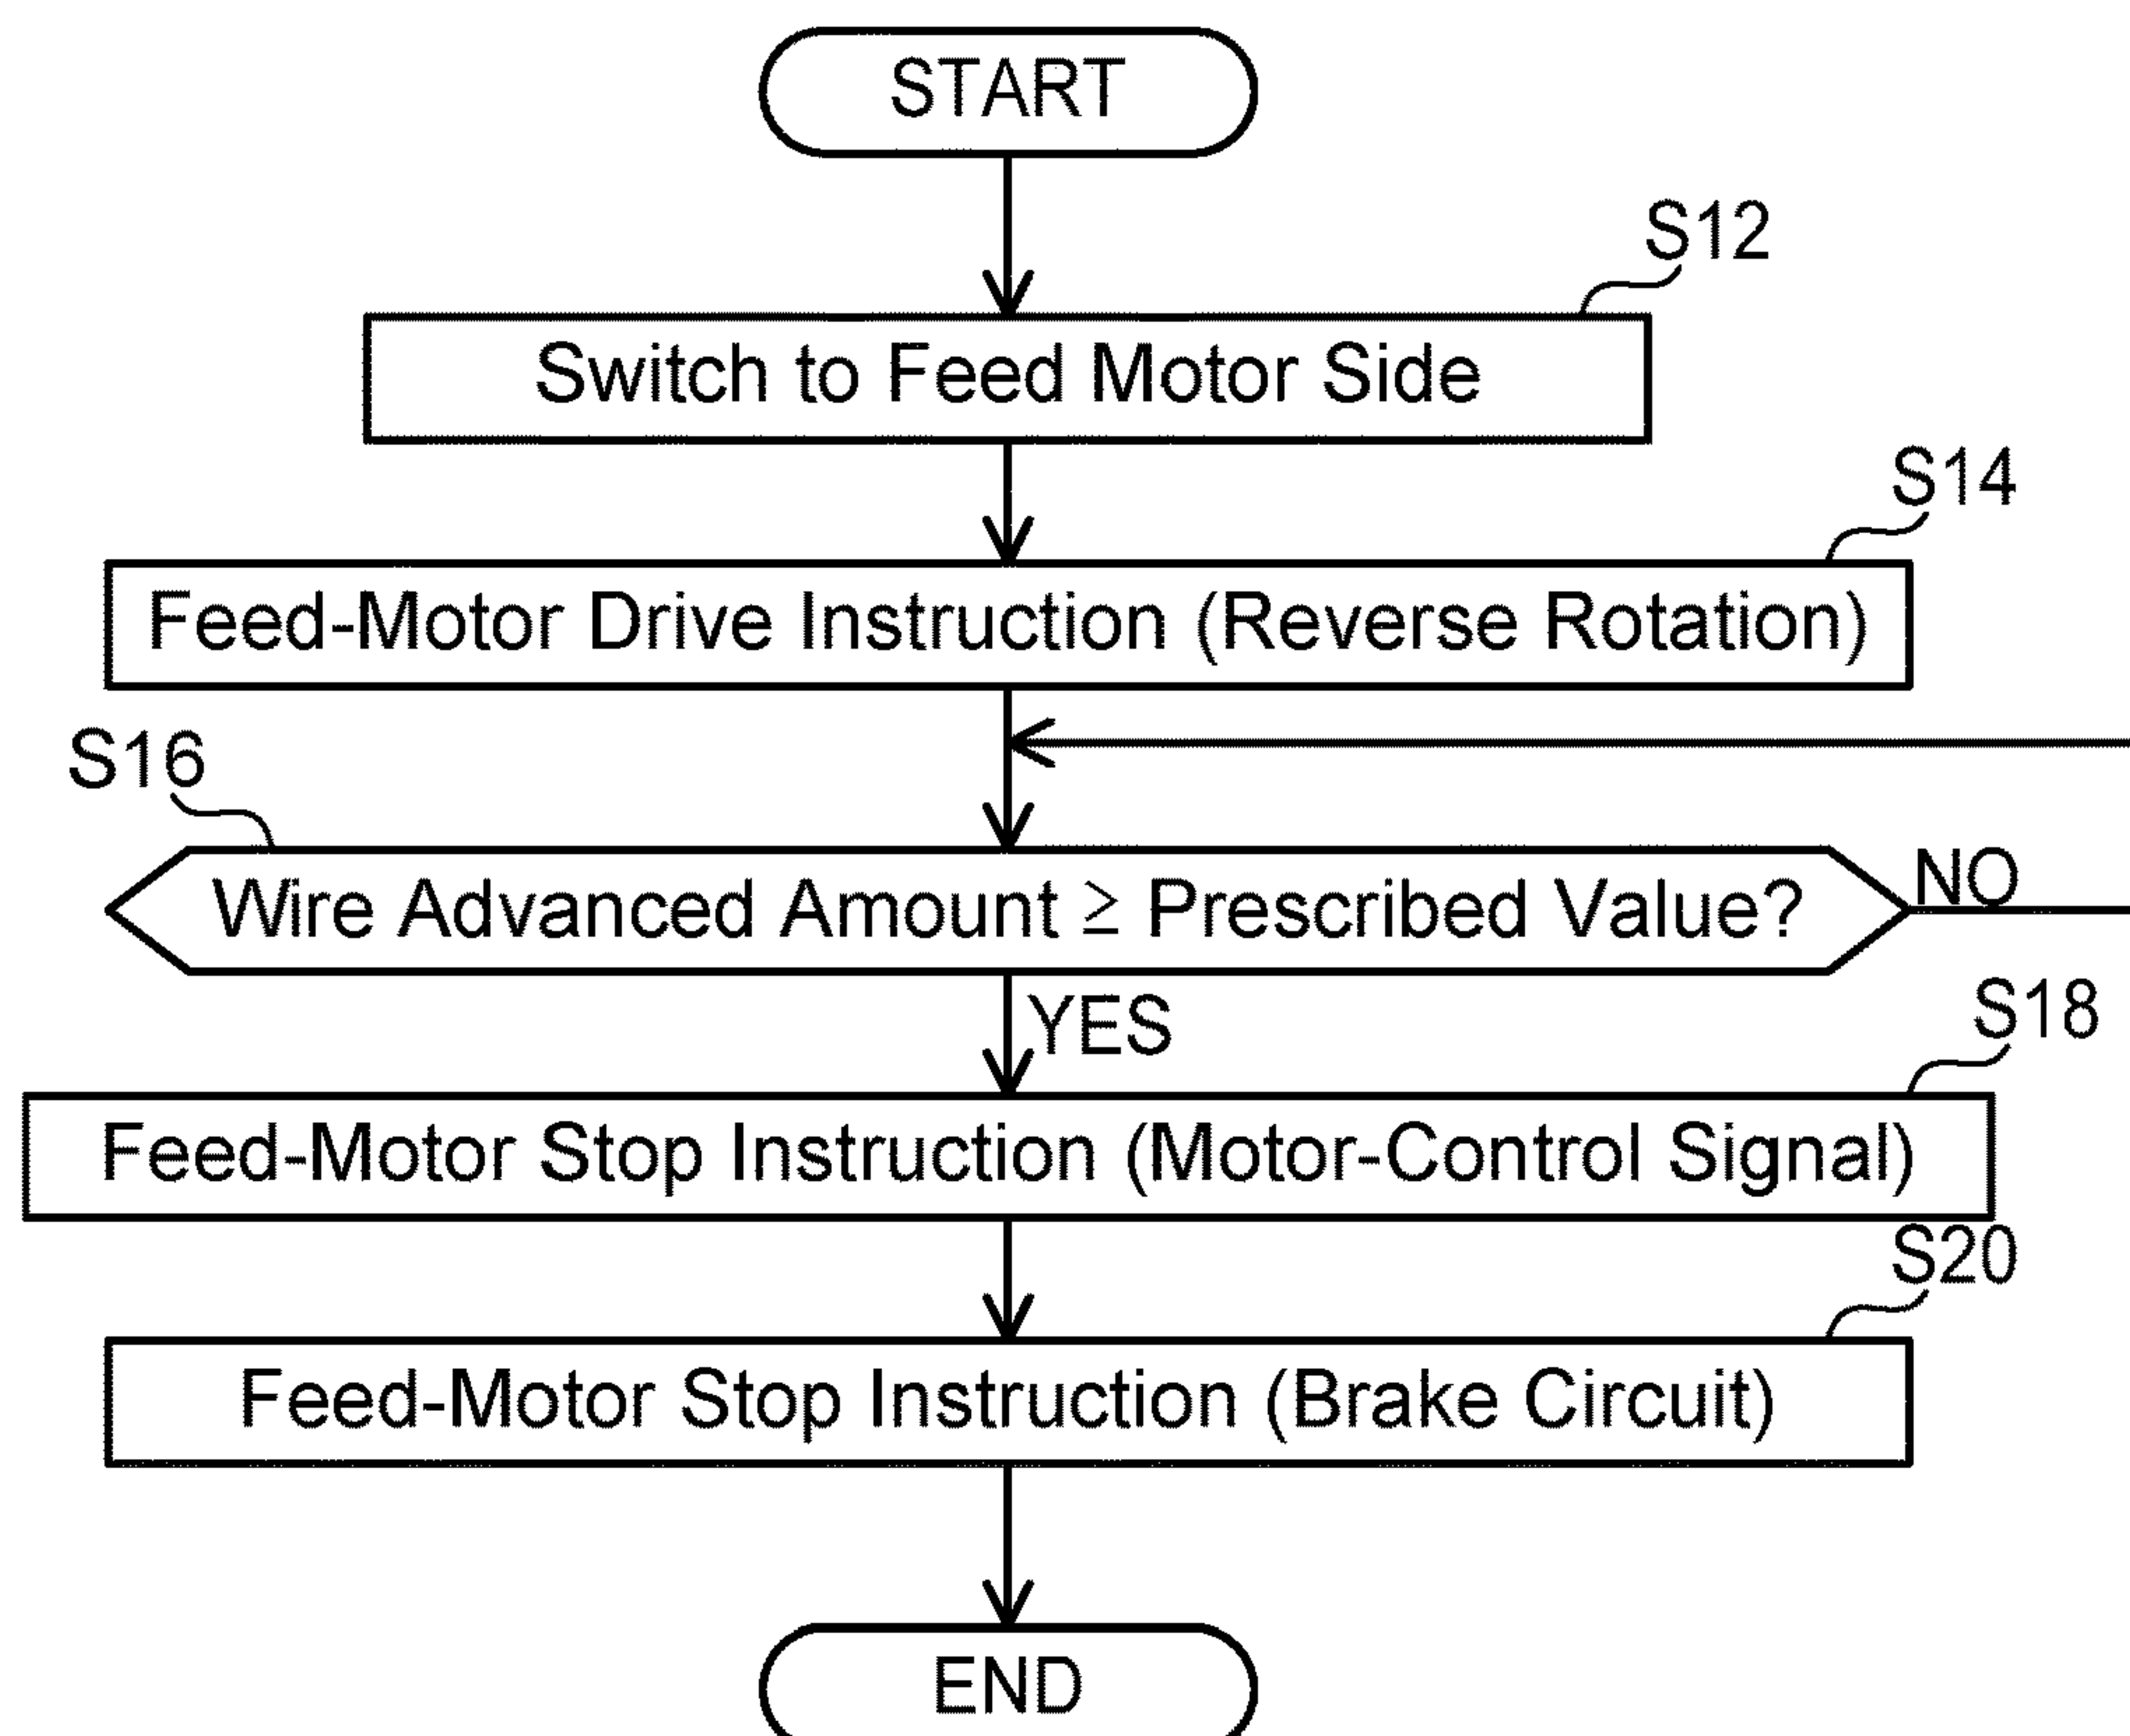 START
S12
Switch to Feed Motor Side
S14
Feed-Motor Drive Instruction (Reverse Rotation)
S16
Wire Advanced Amount ≥ Prescribed Value?
NO
YES
S18
Feed-Motor Stop Instruction (Motor-Control Signal)
S20
Feed-Motor Stop Instruction (Brake Circuit)
END